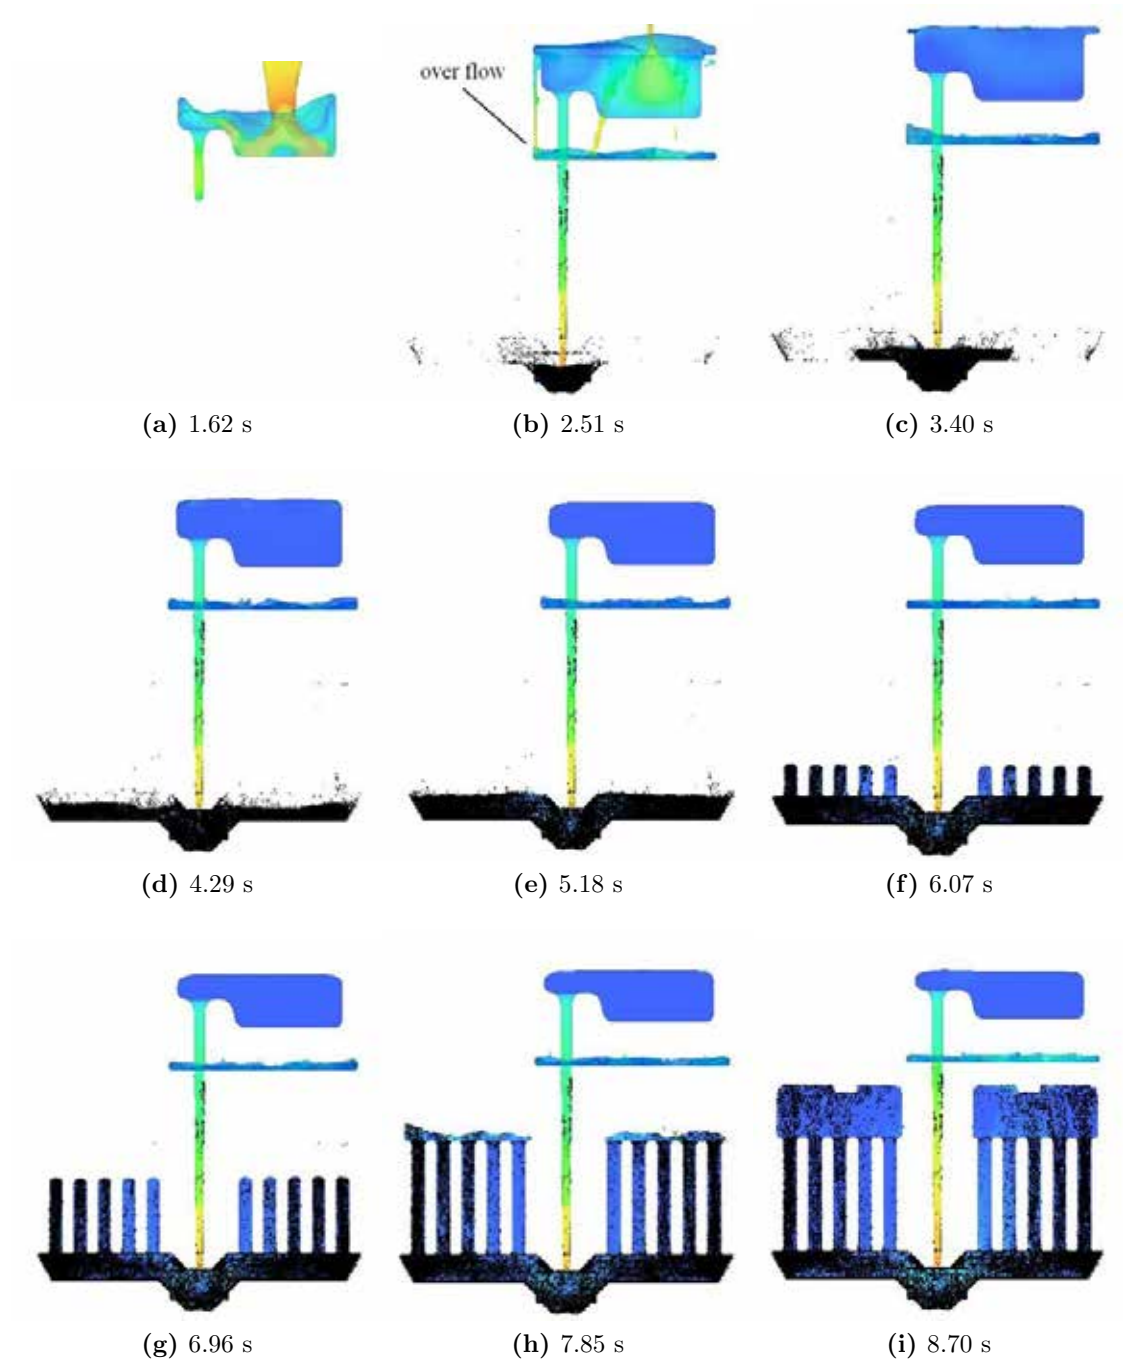 over flow
(a) 1.62 s
(b) 2.51 s
(c) 3.40 s
(d) 4.29 s
(e) 5.18 s
(f) 6.07 s
(g) 6.96 s
(h) 7.85 s
(i) 8.70 s